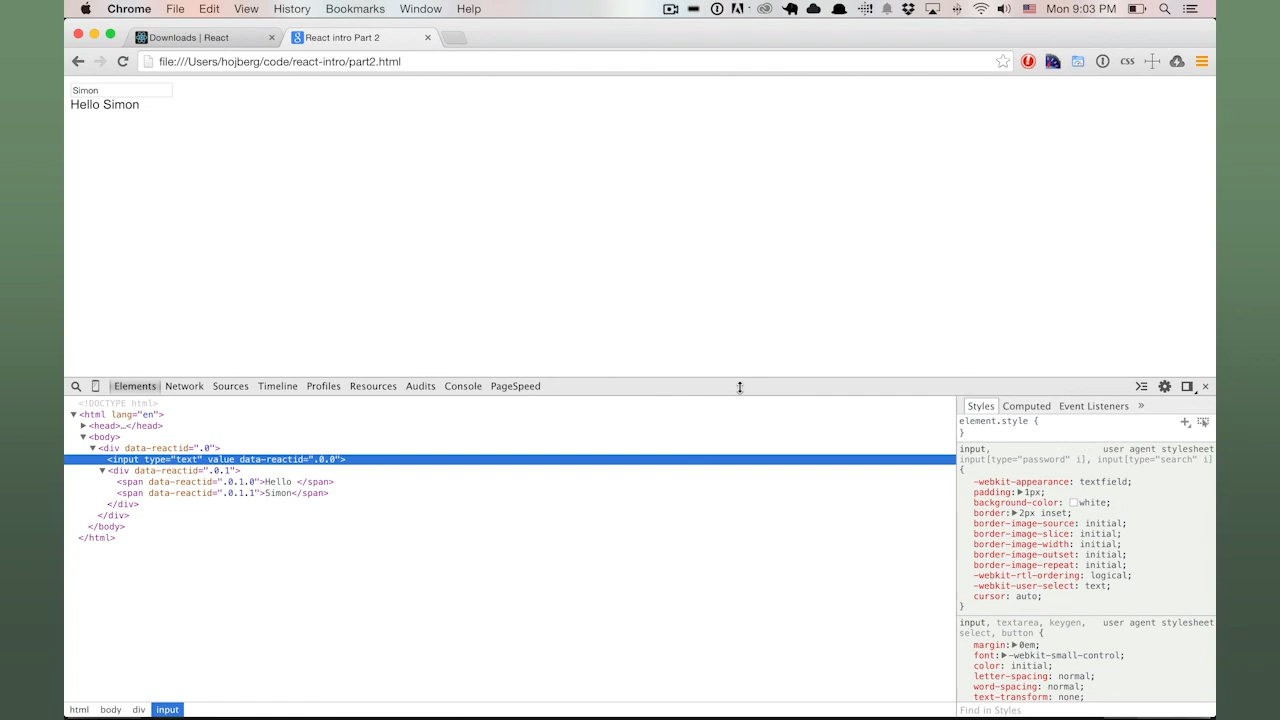 Chrome File Edit View History Bookmarks Window Help Mon 9:03 PM
Downloads | React
React intro Part 2
file:///Users/hojberg/code/react-intro/part2.html
CSS
Simon
Hello Simon
Elements Network Sources Timeline Profiles Resources Audits Console PageSpeed
<!DOCTYPE html>
<html lang="en">
<head>…</head>
<body>
<div data-reactid=".0">
<input type="text" value data-reactid=".0.0">
<div data-reactid=".0.1">
<span data-reactid=".0.1.0">Hello </span>
<span data-reactid=".0.1.1">Simon</span>
</div>
</div>
</body>
</html>
html body div input
Styles Computed Event Listeners »
element.style {
}
input, user agent stylesheet
input[type="password" i], input[type="search" i]
{
-webkit-appearance: textfield;
padding: 1px;
background-color: white;
border: 2px inset;
border-image-source: initial;
border-image-slice: initial;
border-image-width: initial;
border-image-outset: initial;
border-image-repeat: initial;
-webkit-rtl-ordering: logical;
-webkit-user-select: text;
cursor: auto;
}
input, textarea, keygen, user agent stylesheet
select, button {
margin: 0em;
font: -webkit-small-control;
color: initial;
letter-spacing: normal;
word-spacing: normal;
text-transform: none;
Find in Styles